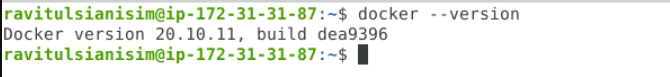 ravitulsianisim@ip-172-31-31-87:~$ docker --version
Docker version 20.10.11, build dea9396
ravitulsianisim@ip-172-31-31-87:~$